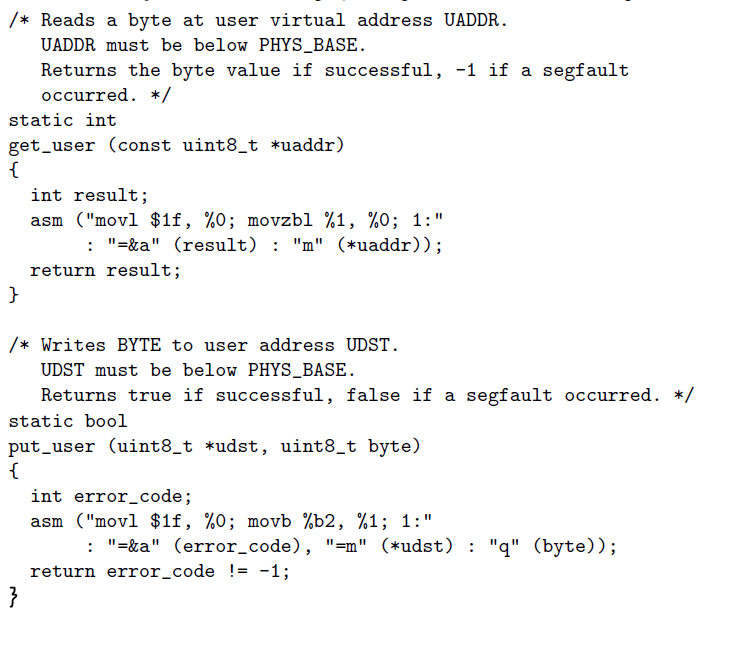 /* Reads a byte at user virtual address UADDR.
   UADDR must be below PHYS_BASE.
   Returns the byte value if successful, -1 if a segfault
   occurred. */
static int
get_user (const uint8_t *uaddr)
{
  int result;
  asm ("movl $1f, %0; movzbl %1, %0; 1:"
       : "=&a" (result) : "m" (*uaddr));
  return result;
}

/* Writes BYTE to user address UDST.
   UDST must be below PHYS_BASE.
   Returns true if successful, false if a segfault occurred. */
static bool
put_user (uint8_t *udst, uint8_t byte)
{
  int error_code;
  asm ("movl $1f, %0; movb %b2, %1; 1:"
       : "=&a" (error_code), "=m" (*udst) : "q" (byte));
  return error_code != -1;
}